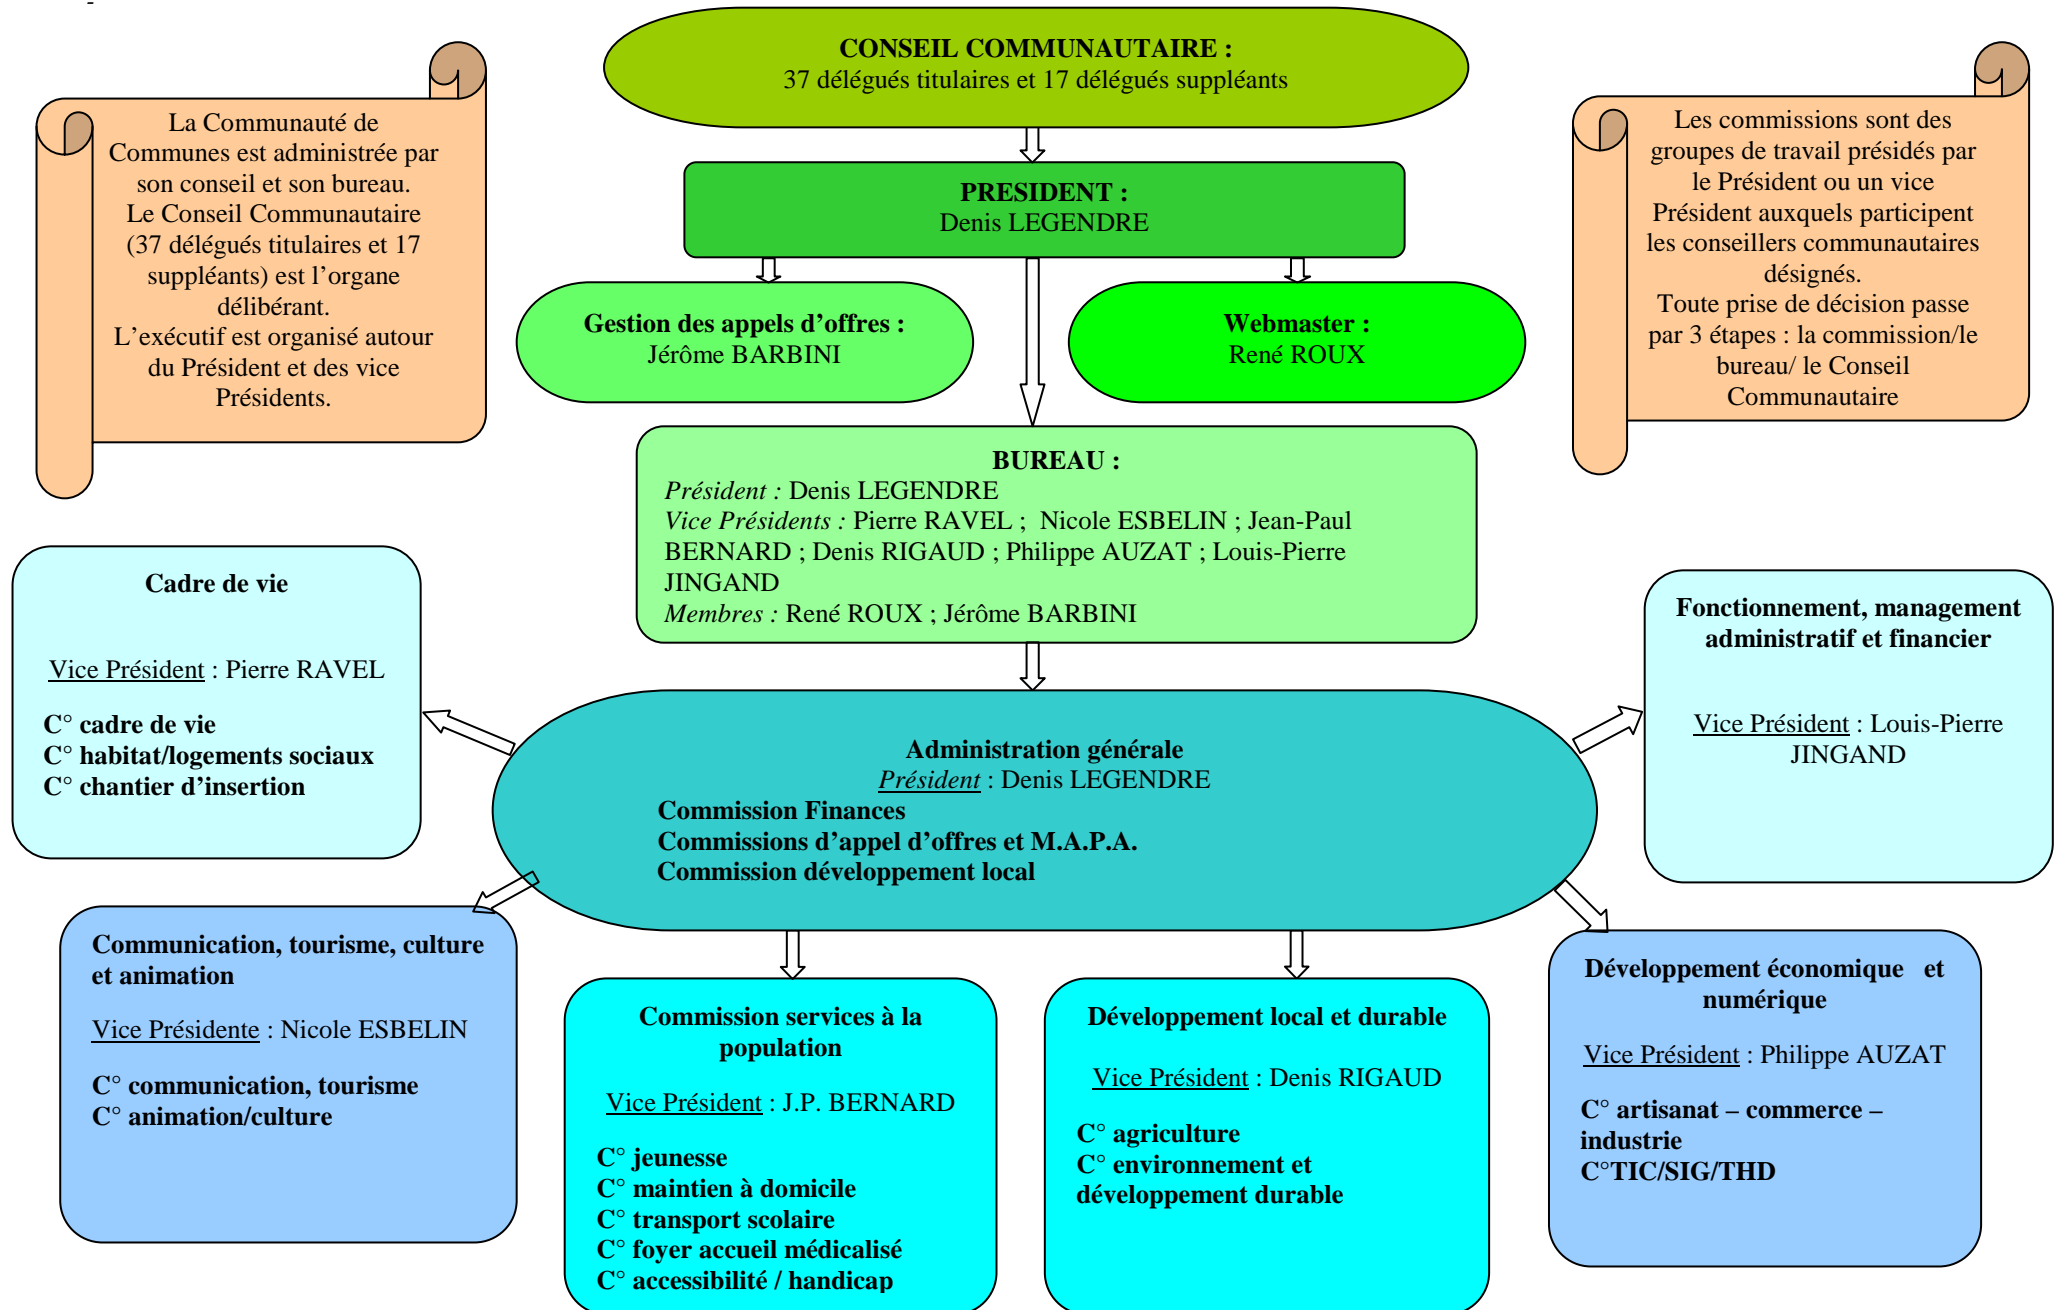 CONSEIL COMMUNAUTAIRE :
37 délégués titulaires et 17 délégués suppléants
La Communauté de
Communes est administrée par
son conseil et son bureau.
Le Conseil Communautaire
(37 délégués titulaires et 17
suppléants) est l’organe
délibérant.
L’exécutif est organisé autour
du Président et des vice
Présidents.
Les commissions sont des
groupes de travail présidés par
le Président ou un vice
Président auxquels participent
les conseillers communautaires
désignés.
Toute prise de décision passe
par 3 étapes : la commission/le
bureau/ le Conseil
Communautaire
PRESIDENT :
Denis LEGENDRE
Gestion des appels d’offres :
Jérôme BARBINI
Webmaster :
René ROUX
BUREAU :
Président : Denis LEGENDRE
Vice Présidents : Pierre RAVEL ; Nicole ESBELIN ; Jean-Paul
BERNARD ; Denis RIGAUD ; Philippe AUZAT ; Louis-Pierre
JINGAND
Membres : René ROUX ; Jérôme BARBINI
Cadre de vie
Vice Président : Pierre RAVEL
C° cadre de vie
C° habitat/logements sociaux
C° chantier d’insertion
Fonctionnement, management
administratif et financier
Vice Président : Louis-Pierre
JINGAND
Administration générale
Président : Denis LEGENDRE
Commission Finances
Commissions d’appel d’offres et M.A.P.A.
Commission développement local
Communication, tourisme, culture
et animation
Vice Présidente : Nicole ESBELIN
C° communication, tourisme
C° animation/culture
Commission services à la
population
Vice Président : J.P. BERNARD
C° jeunesse
C° maintien à domicile
C° transport scolaire
C° foyer accueil médicalisé
C° accessibilité / handicap
Développement local et durable
Vice Président : Denis RIGAUD
C° agriculture
C° environnement et
développement durable
Développement économique et
numérique
Vice Président : Philippe AUZAT
C° artisanat – commerce –
industrie
C°TIC/SIG/THD